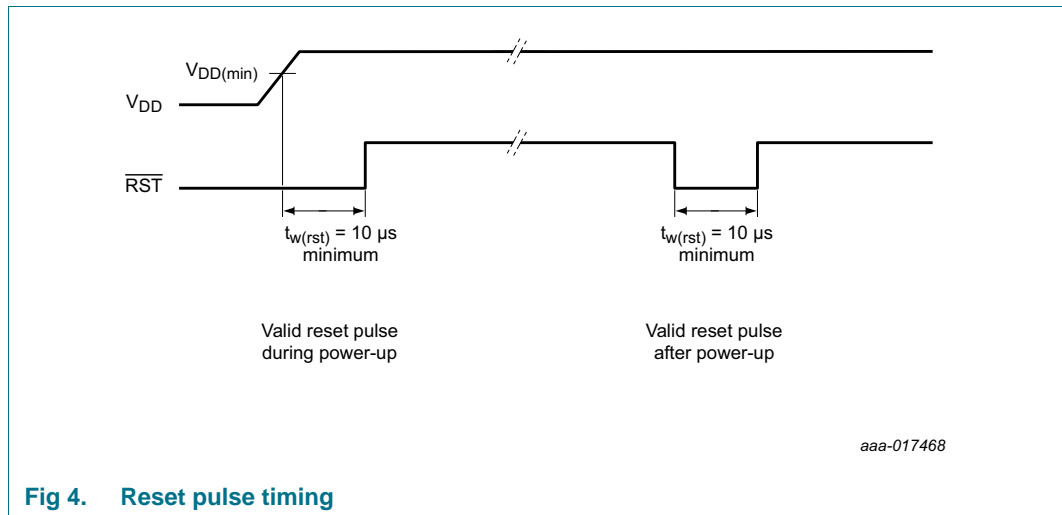 VDD(min)
VDD
RST
tw(rst) = 10 µs
minimum
tw(rst) = 10 µs
minimum
Valid reset pulse
during power-up
Valid reset pulse
after power-up
aaa-017468
Fig 4. Reset pulse timing